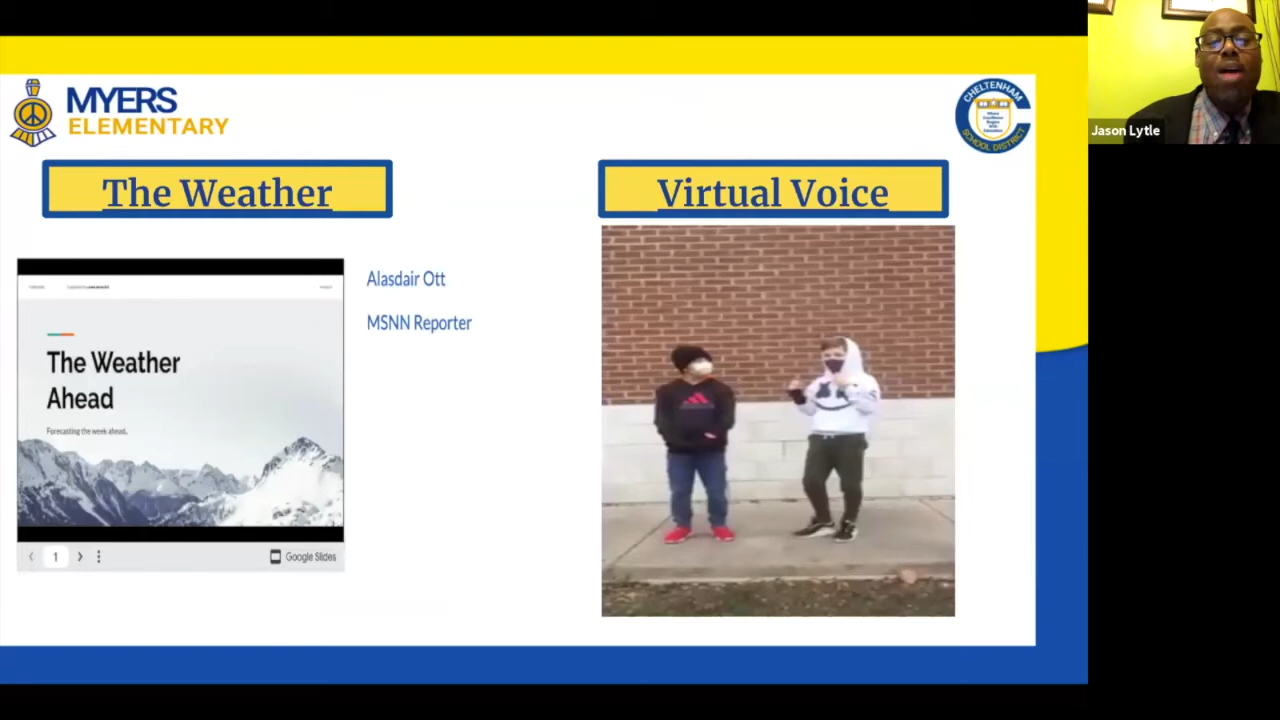 MYERS
ELEMENTARY
CHELTENHAM
SCHOOL DISTRICT
Jason Lytle
The Weather
Virtual Voice
Alasdair Ott
MSNN Reporter
The Weather
Ahead
Forecasting the week ahead.
1
Google Slides